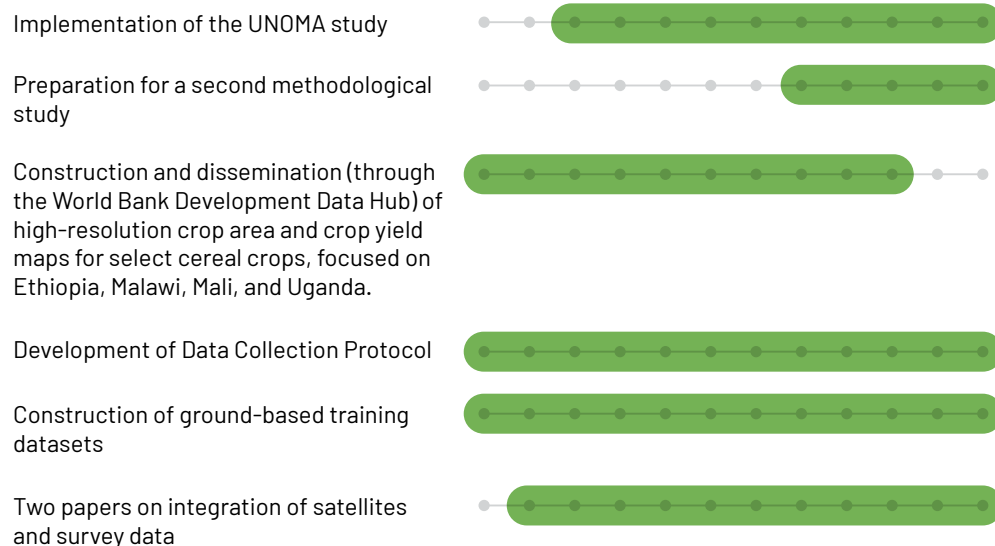 Implementation of the UNOMA study
Preparation for a second methodological
study
Construction and dissemination (through
the World Bank Development Data Hub) of
high-resolution crop area and crop yield
maps for select cereal crops, focused on
Ethiopia, Malawi, Mali, and Uganda.
Development of Data Collection Protocol
Construction of ground-based training
datasets
Two papers on integration of satellites
and survey data